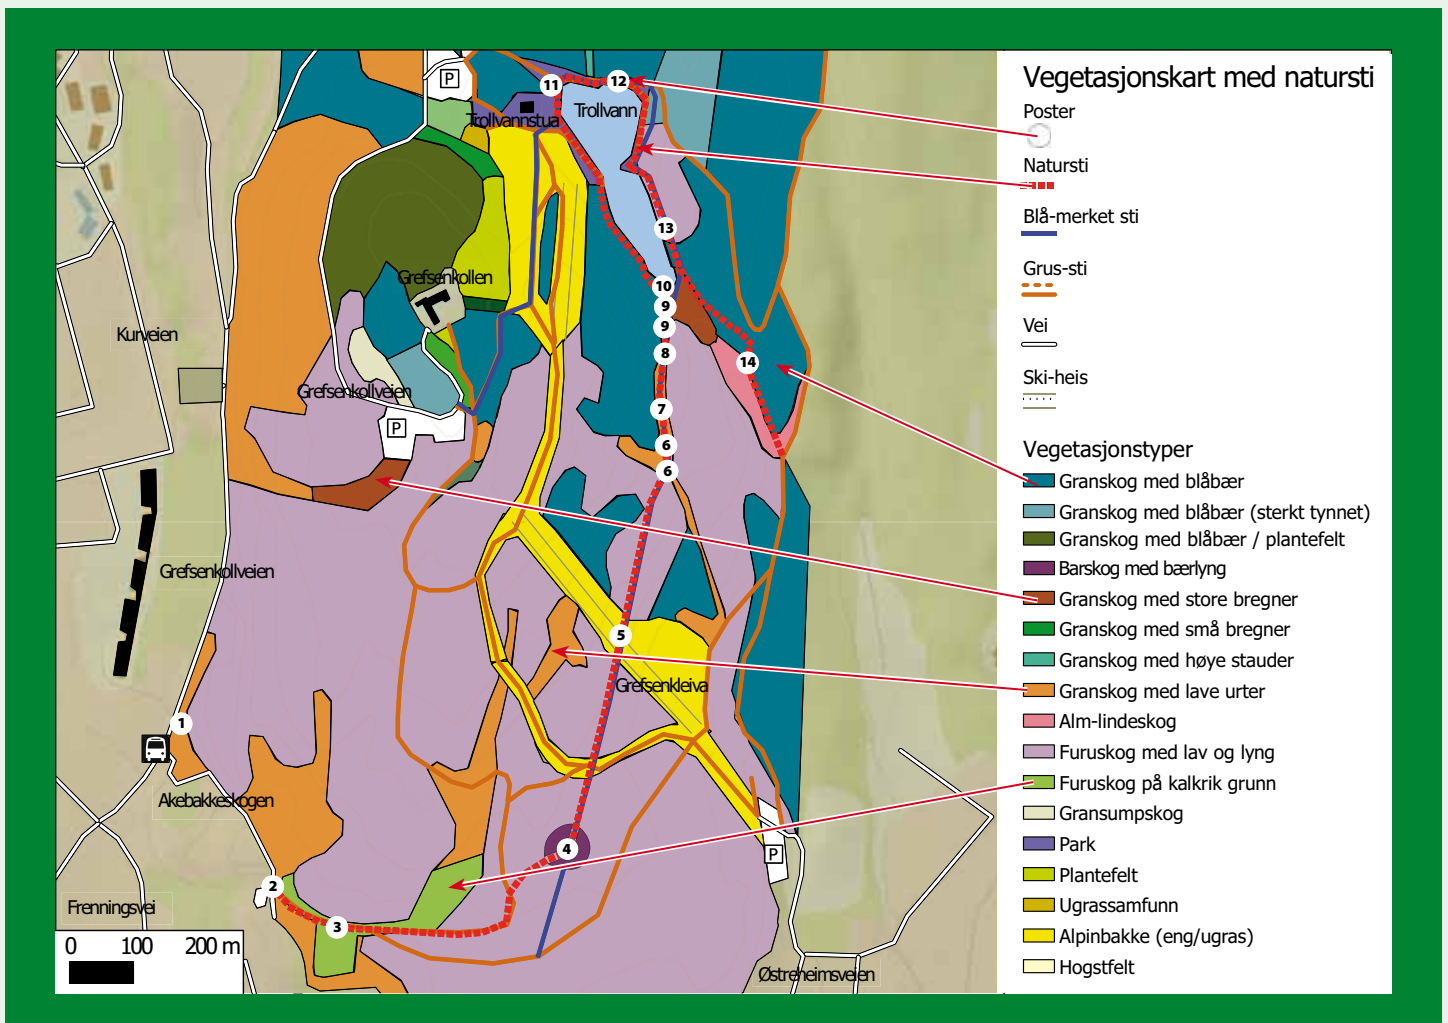 Vegetasjonskart med natursti
Poster
Natursti
Blå-merket sti
Grus-sti
Vei
Ski-heis
Vegetasjonstyper
Granskog med blåbær
Granskog med blåbær (sterkt tynnet)
Granskog med blåbær / plantefelt
Barskog med bærlyng
Granskog med store bregner
Granskog med små bregner
Granskog med høye stauder
Granskog med lave urter
Alm-lindeskog
Furuskog med lav og lyng
Furuskog på kalkrik grunn
Gransumpskog
Park
Plantefelt
Ugrassamfunn
Alpinbakke (eng/ugras)
Hogstfelt
P
11
12
Trollvann
Trollvannstua
13
Grefsenkollen
10
9
9
Kurveien
8
14
Grefsenkollveien
7
P
6
6
Grefsenkollveien
5
Grefsenkleiva
1
Akebakkeskogen
4
P
2
Frenningsvei
3
0 100 200 m
Østreheimsveien